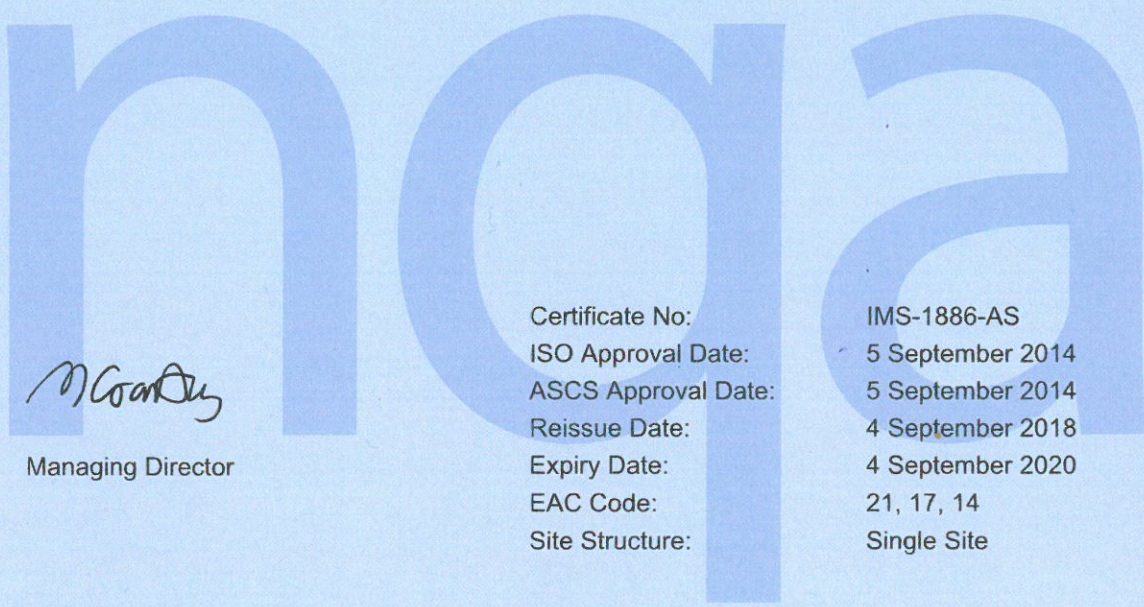 nqa
Certificate No: IMS-1886-AS
ISO Approval Date: 5 September 2014
ASCS Approval Date: 5 September 2014
Reissue Date: 4 September 2018
Managing Director
Expiry Date: 4 September 2020
EAC Code: 21, 17, 14
Site Structure: Single Site